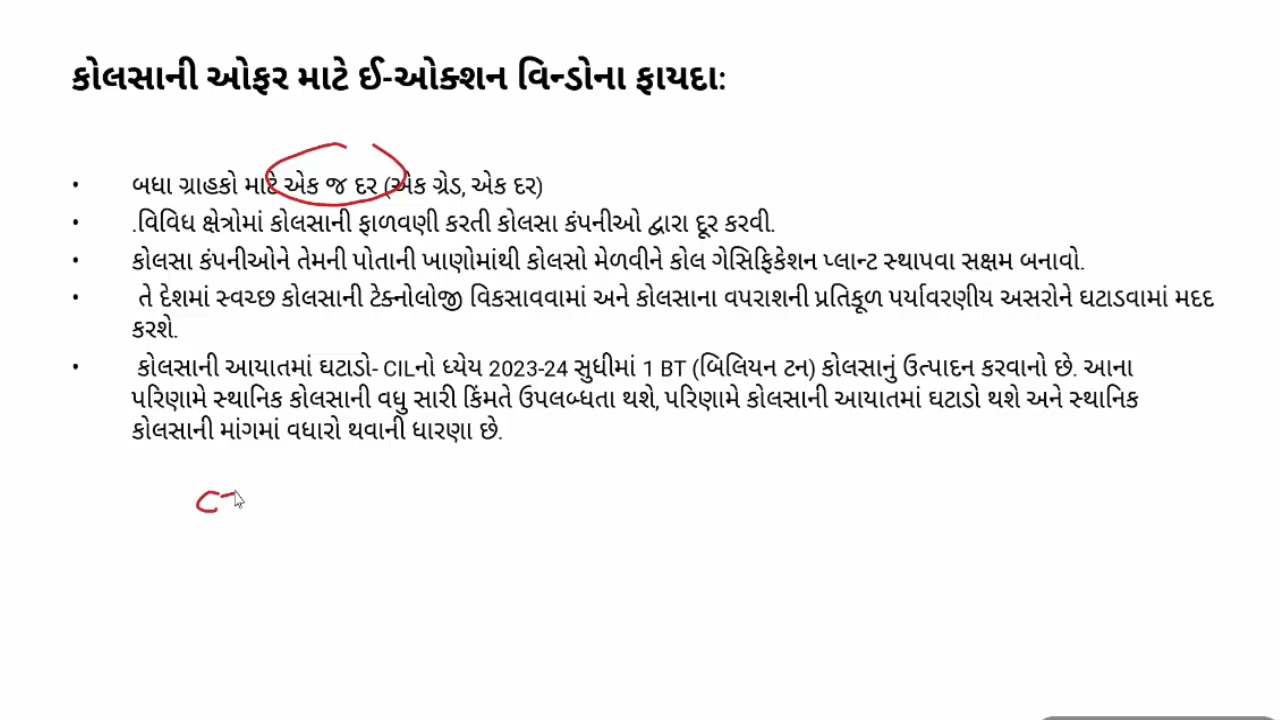 કોલસાની ઓફર માટે ઈ-ઓક્શન વિન્ડોના ફાયદા:
• બધા ગ્રાહકો માટે એક જ દર (એક ગ્રેડ, એક દર)
• .વિવિધ ક્ષેત્રોમાં કોલસાની ફાળવણી કરતી કોલસા કંપનીઓ દ્વારા દૂર કરવી.
• કોલસા કંપનીઓને તેમની પોતાની ખાણોમાંથી કોલસો મેળવીને કોલ ગેસિફિકેશન પ્લાન્ટ સ્થાપવા સક્ષમ બનાવો.
• તે દેશમાં સ્વચ્છ કોલસાની ટેક્નોલોજી વિકસાવવામાં અને કોલસાના વપરાશની પ્રતિકૂળ પર્યાવરણીય અસરોને ઘટાડવામાં મદદ
કરશે.
• કોલસાની આયાતમાં ઘટાડો- CILનો ધ્યેય 2023-24 સુધીમાં 1 BT (બિલિયન ટન) કોલસાનું ઉત્પાદન કરવાનો છે. આના
પરિણામે સ્થાનિક કોલસાની વધુ સારી કિંમતે ઉપલબ્ધતા થશે, પરિણામે કોલસાની આયાતમાં ઘટાડો થશે અને સ્થાનિક
કોલસાની માંગમાં વધારો થવાની ધારણા છે.